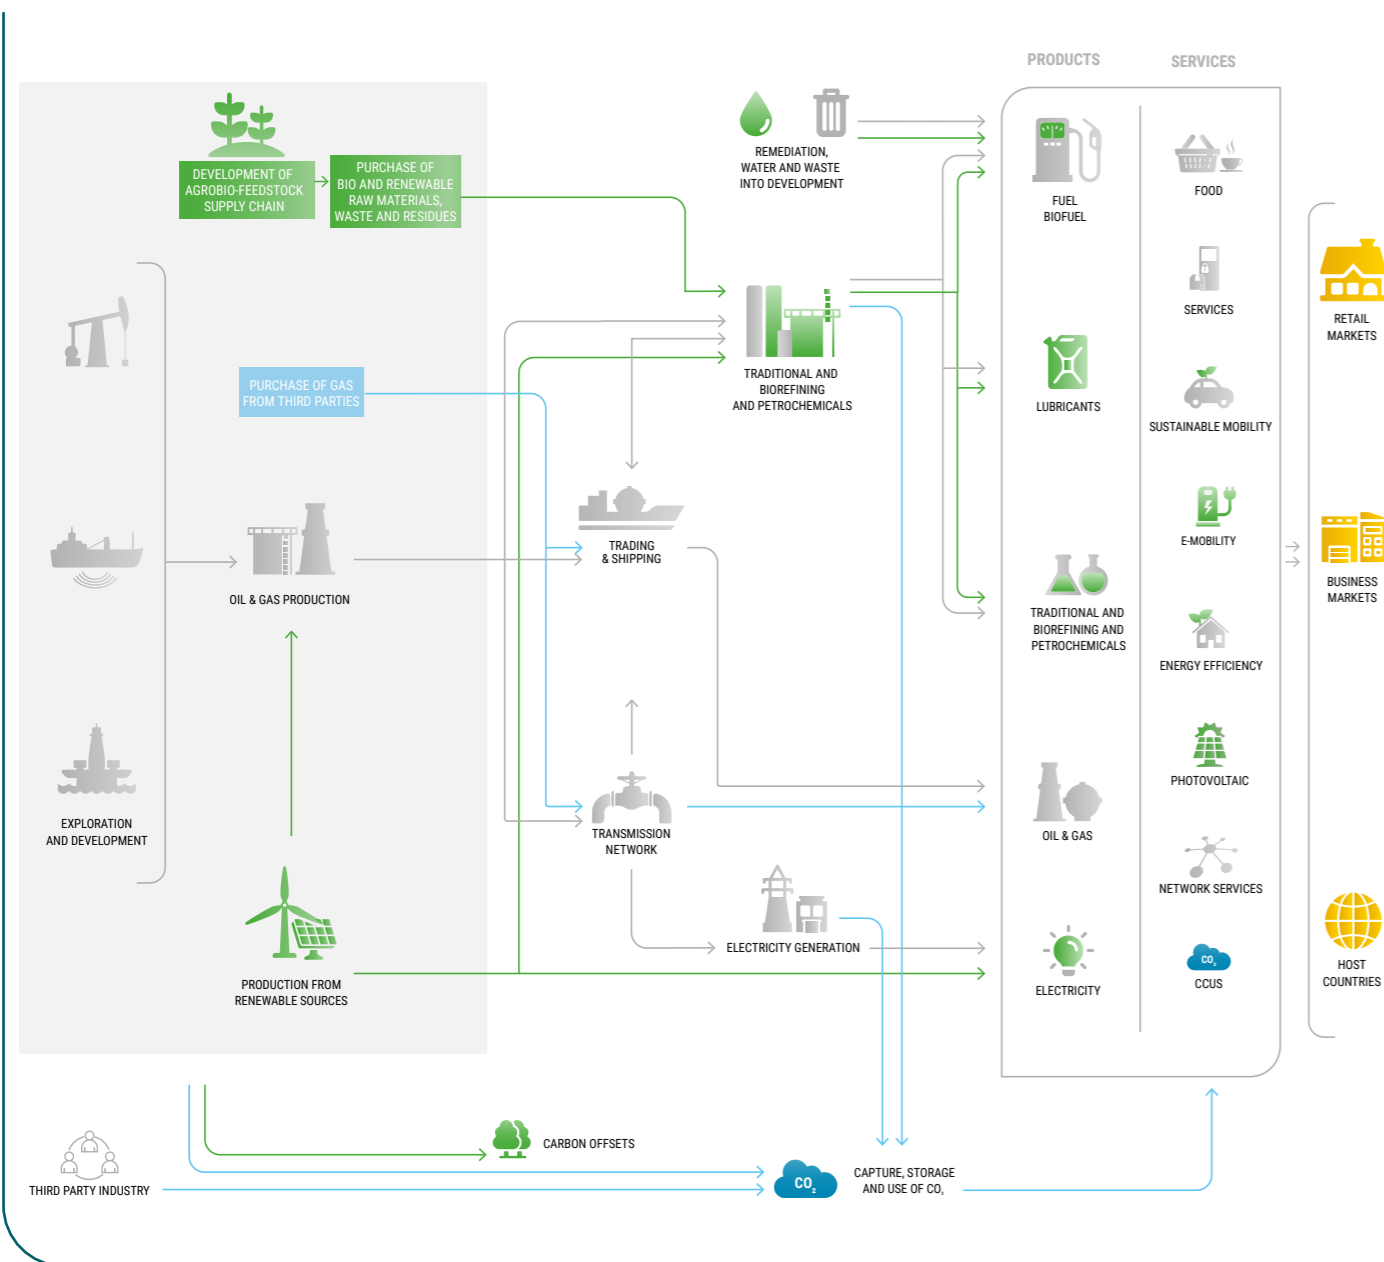 PRODUCTS
SERVICES
DEVELOPMENT OF
AGROBIO-FEEDSTOCK
SUPPLY CHAIN
PURCHASE OF
BIO AND RENEWABLE
RAW MATERIALS,
WASTE AND RESIDUES
REMEDIATION,
WATER AND WASTE
INTO DEVELOPMENT
FUEL
BIOFUEL
FOOD
SERVICES
RETAIL
MARKETS
PURCHASE OF GAS
FROM THIRD PARTIES
TRADITIONAL AND
BIOREFINING
AND PETROCHEMICALS
LUBRICANTS
SUSTAINABLE MOBILITY
TRADING
& SHIPPING
E-MOBILITY
OIL & GAS PRODUCTION
BUSINESS
MARKETS
TRADITIONAL AND
BIOREFINING AND
PETROCHEMICALS
ENERGY EFFICIENCY
PHOTOVOLTAIC
EXPLORATION
AND DEVELOPMENT
TRANSMISSION
NETWORK
OIL & GAS
NETWORK SERVICES
ELECTRICITY GENERATION
PRODUCTION FROM
RENEWABLE SOURCES
ELECTRICITY
CO₂
CCUS
HOST
COUNTRIES
CARBON OFFSETS
THIRD PARTY INDUSTRY
CO₂
CAPTURE, STORAGE
AND USE OF CO₂